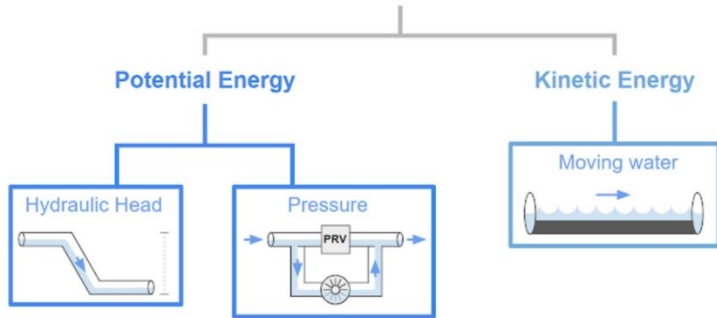 Potential Energy
Kinetic Energy
Hydraulic Head
Pressure
Moving water
PRV